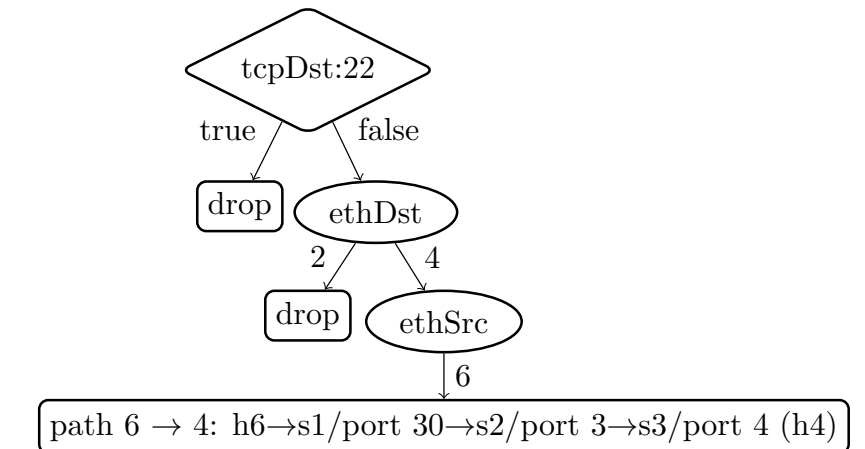 tcpDst:22
true
false
drop
ethDst
2
4
drop
ethSrc
6
path 6 → 4: h6→s1/port 30→s2/port 3→s3/port 4 (h4)